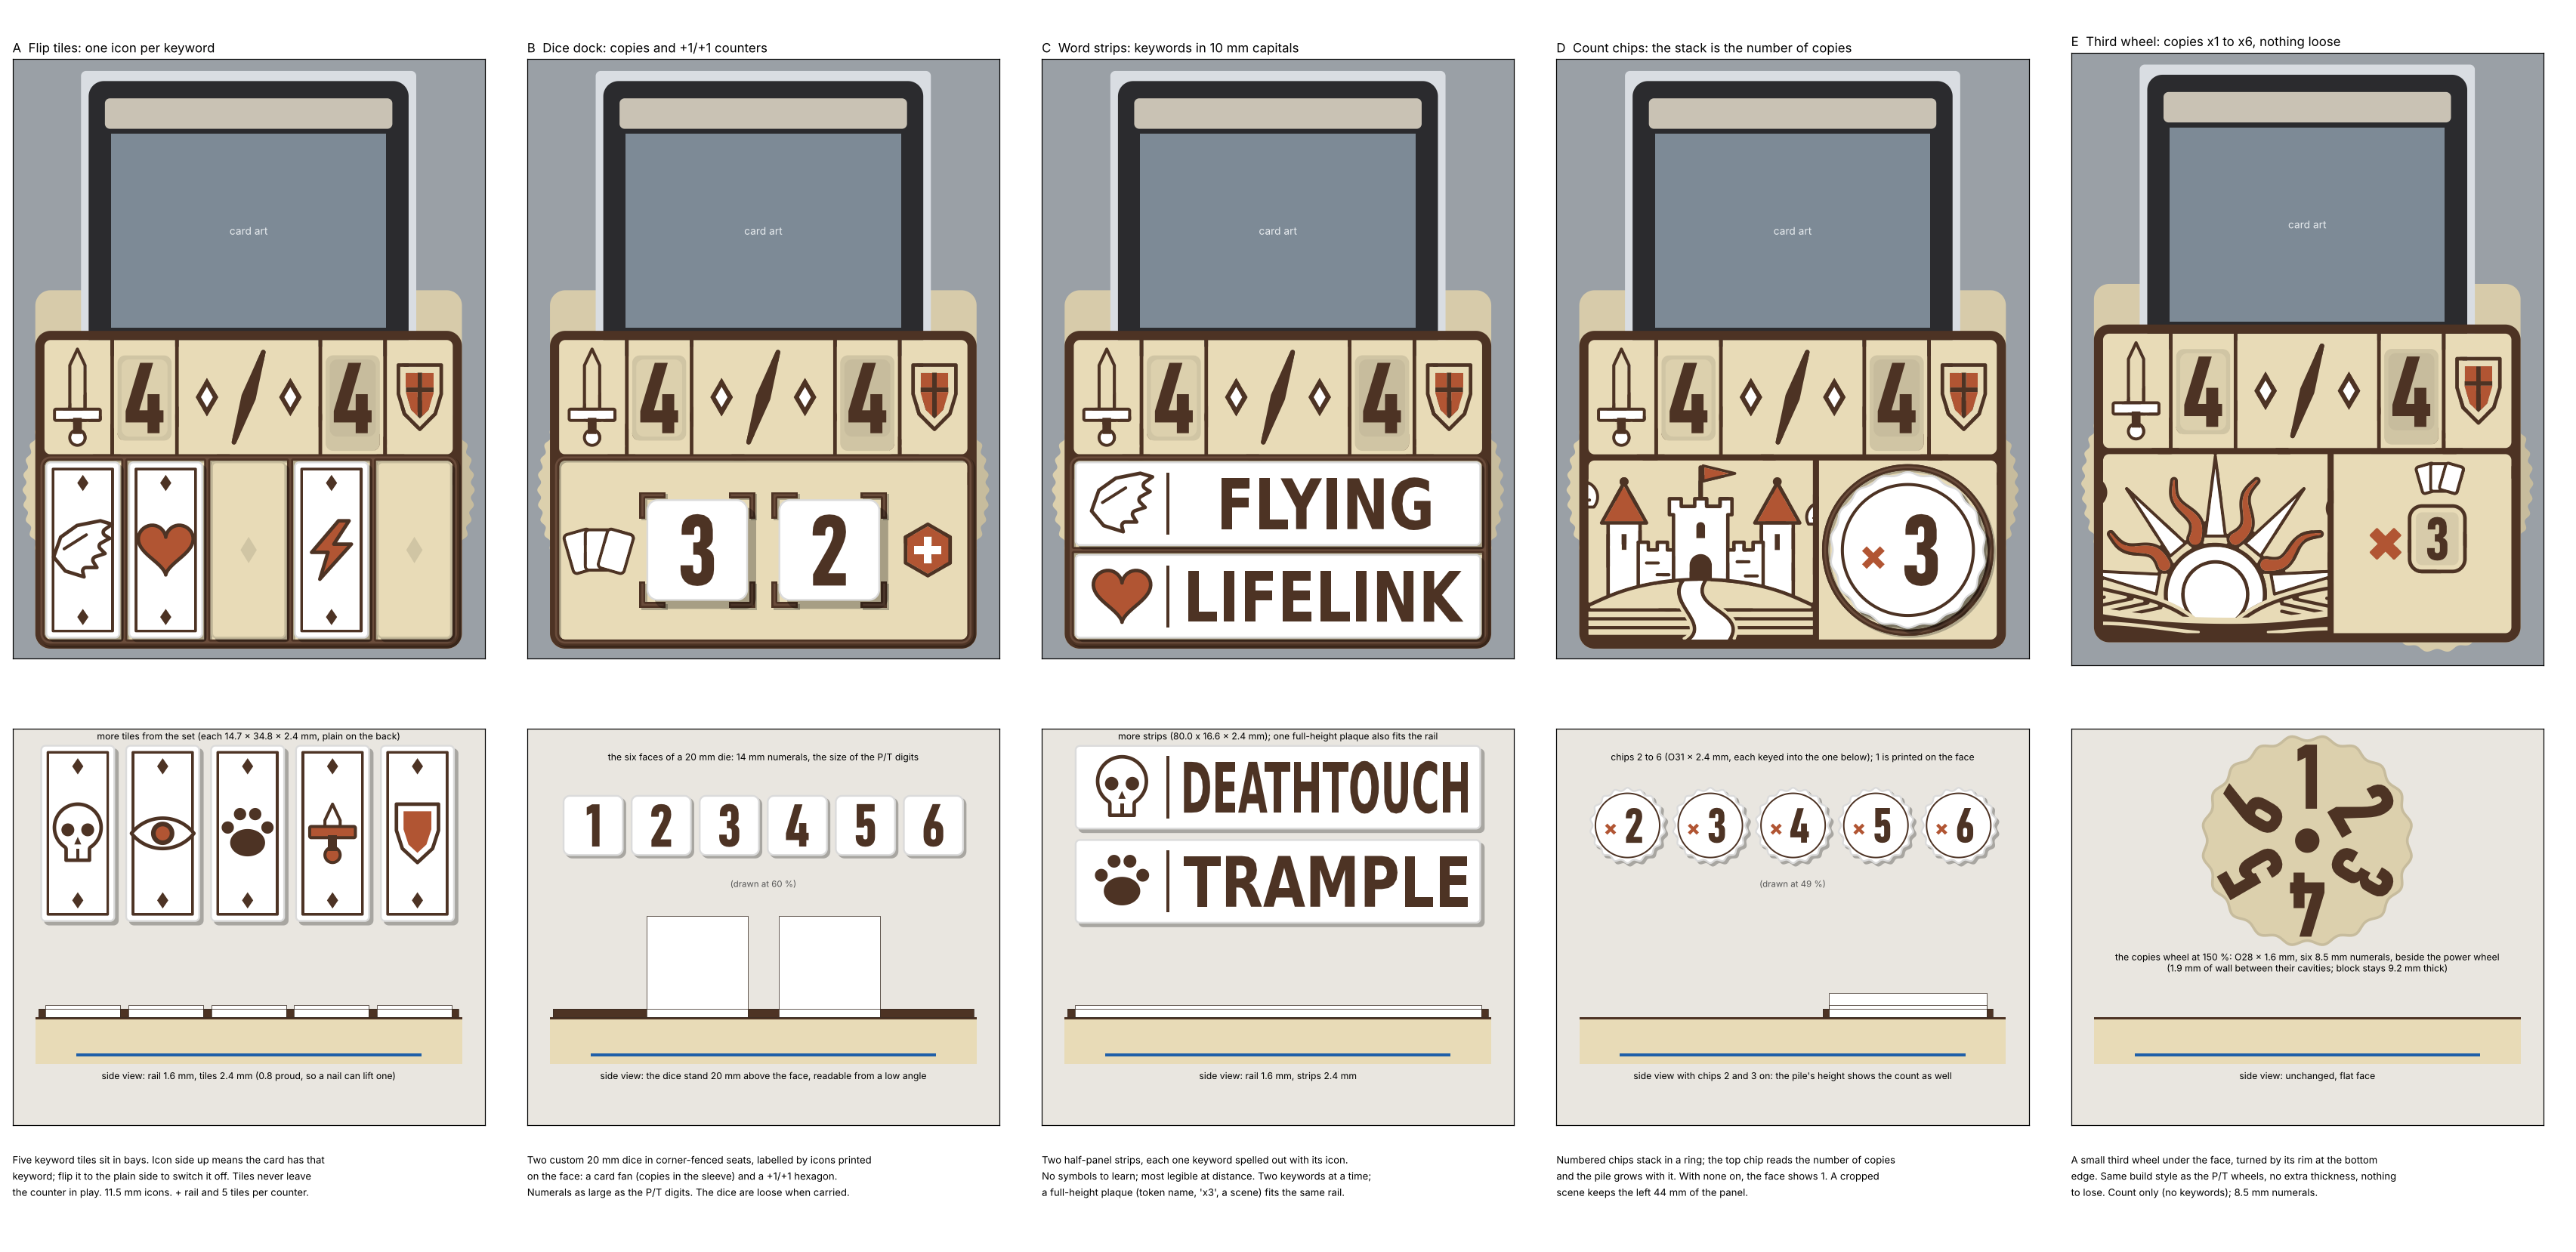 A Flip tiles: one icon per keyword
card art
4 4
more tiles from the set (each 14.7 × 34.8 × 2.4 mm, plain on the back)
side view: rail 1.6 mm, tiles 2.4 mm (0.8 proud, so a nail can lift one)
Five keyword tiles sit in bays. Icon side up means the card has that
keyword; flip it to the plain side to switch it off. Tiles never leave
the counter in play. 11.5 mm icons. + rail and 5 tiles per counter.
B Dice dock: copies and +1/+1 counters
card art
4 4
3 2
the six faces of a 20 mm die: 14 mm numerals, the size of the P/T digits
1 2 3 4 5 6
(drawn at 60 %)
side view: the dice stand 20 mm above the face, readable from a low angle
Two custom 20 mm dice in corner-fenced seats, labelled by icons printed
on the face: a card fan (copies in the sleeve) and a +1/+1 hexagon.
Numerals as large as the P/T digits. The dice are loose when carried.
C Word strips: keywords in 10 mm capitals
card art
4 4
FLYING
LIFELINK
more strips (80.0 x 16.6 × 2.4 mm); one full-height plaque also fits the rail
DEATHTOUCH
TRAMPLE
side view: rail 1.6 mm, strips 2.4 mm
Two half-panel strips, each one keyword spelled out with its icon.
No symbols to learn; most legible at distance. Two keywords at a time;
a full-height plaque (token name, 'x3', a scene) fits the same rail.
D Count chips: the stack is the number of copies
card art
4 4
× 3
chips 2 to 6 (O31 × 2.4 mm, each keyed into the one below); 1 is printed on the face
× 2 × 3 × 4 × 5 × 6
(drawn at 49 %)
side view with chips 2 and 3 on: the pile's height shows the count as well
Numbered chips stack in a ring; the top chip reads the number of copies
and the pile grows with it. With none on, the face shows 1. A cropped
scene keeps the left 44 mm of the panel.
E Third wheel: copies x1 to x6, nothing loose
card art
4 4
× 3
1 2 3 4 5 6
the copies wheel at 150 %: O28 × 1.6 mm, six 8.5 mm numerals, beside the power wheel
(1.9 mm of wall between their cavities; block stays 9.2 mm thick)
side view: unchanged, flat face
A small third wheel under the face, turned by its rim at the bottom
edge. Same build style as the P/T wheels, no extra thickness, nothing
to lose. Count only (no keywords); 8.5 mm numerals.